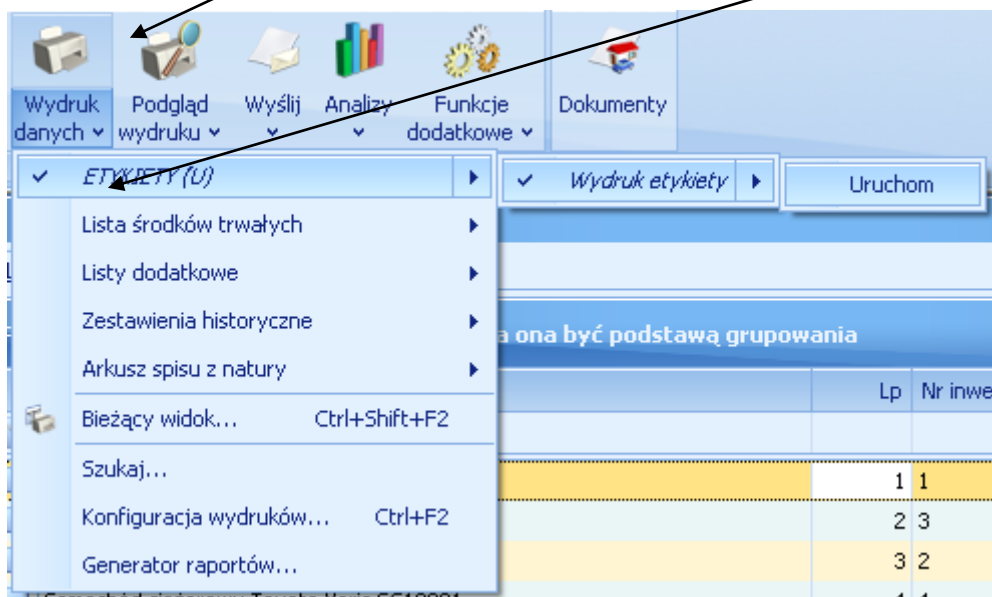 Wydruk danych
Podgląd wydruku
Wyślij
Analizy
Funkcje dodatkowe
Dokumenty
ETYKIETY (U)
Wydruk etykiety
Uruchom
Lista środków trwałych
Listy dodatkowe
Zestawienia historyczne
a ona być podstawą grupowania
Arkusz spisu z natury
Lp Nr inwe
Bieżący widok... Ctrl+Shift+F2
Szukaj...
1 1
Konfiguracja wydruków... Ctrl+F2
2 3
Generator raportów...
3 2